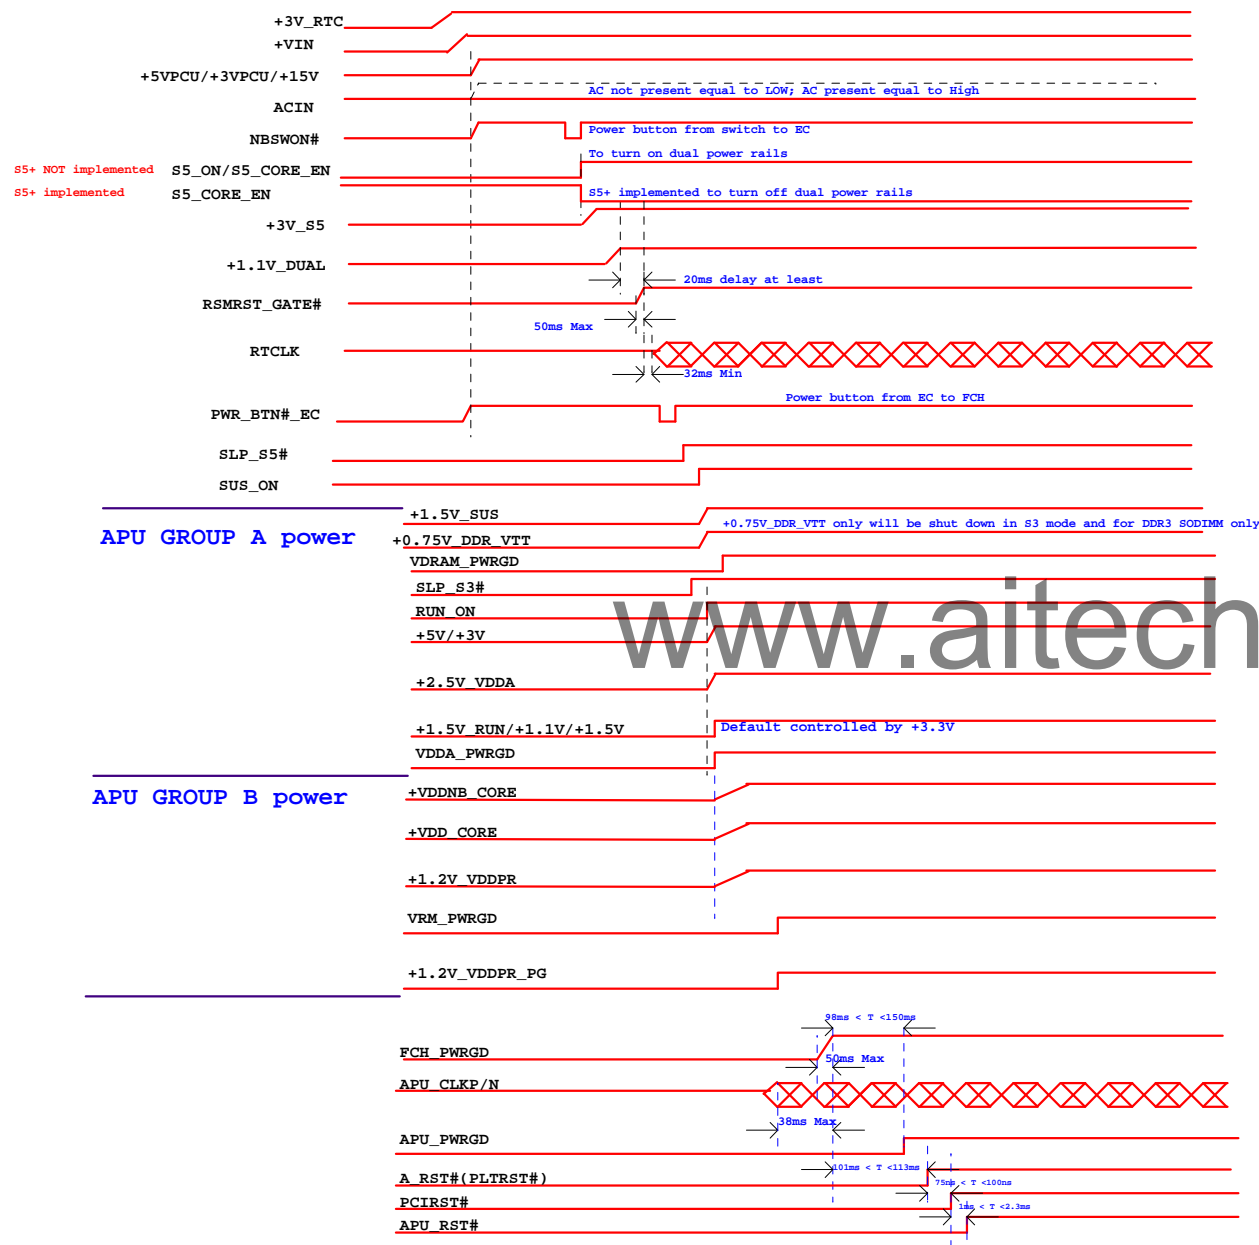 +3V_RTC
+VIN
+5VPCU/+3VPCU/+15V
AC not present equal to LOW; AC present equal to High
ACIN
NBSWON#
Power button from switch to EC
To turn on dual power rails
S5+ NOT implemented S5_ON/S5_CORE_EN
S5+ implemented S5_CORE_EN
S5+ implemented to turn off dual power rails
+3V_S5
+1.1V_DUAL
20ms delay at least
RSMRST_GATE#
50ms Max
RTCLK
32ms Min
Power button from EC to FCH
PWR_BTN#_EC
SLP_S5#
SUS_ON
+1.5V_SUS
+0.75V_DDR_VTT only will be shut down in S3 mode and for DDR3 SODIMM only
APU GROUP A power
+0.75V_DDR_VTT
VDRAM_PWRGD
SLP_S3#
RUN_ON
www.aitech
+5V/+3V
+2.5V_VDDA
+1.5V_RUN/+1.1V/+1.5V
Default controlled by +3.3V
VDDA_PWRGD
APU GROUP B power
+VDDNB_CORE
+VDD_CORE
+1.2V_VDDPR
VRM_PWRGD
+1.2V_VDDPR_PG
98ms < T <150ms
FCH_PWRGD
50ms Max
APU_CLKP/N
38ms Max
APU_PWRGD
101ms < T <113ms
A_RST#(PLTRST#)
75ns < T <100ns
PCIRST#
1ms < T <2.3ms
APU_RST#